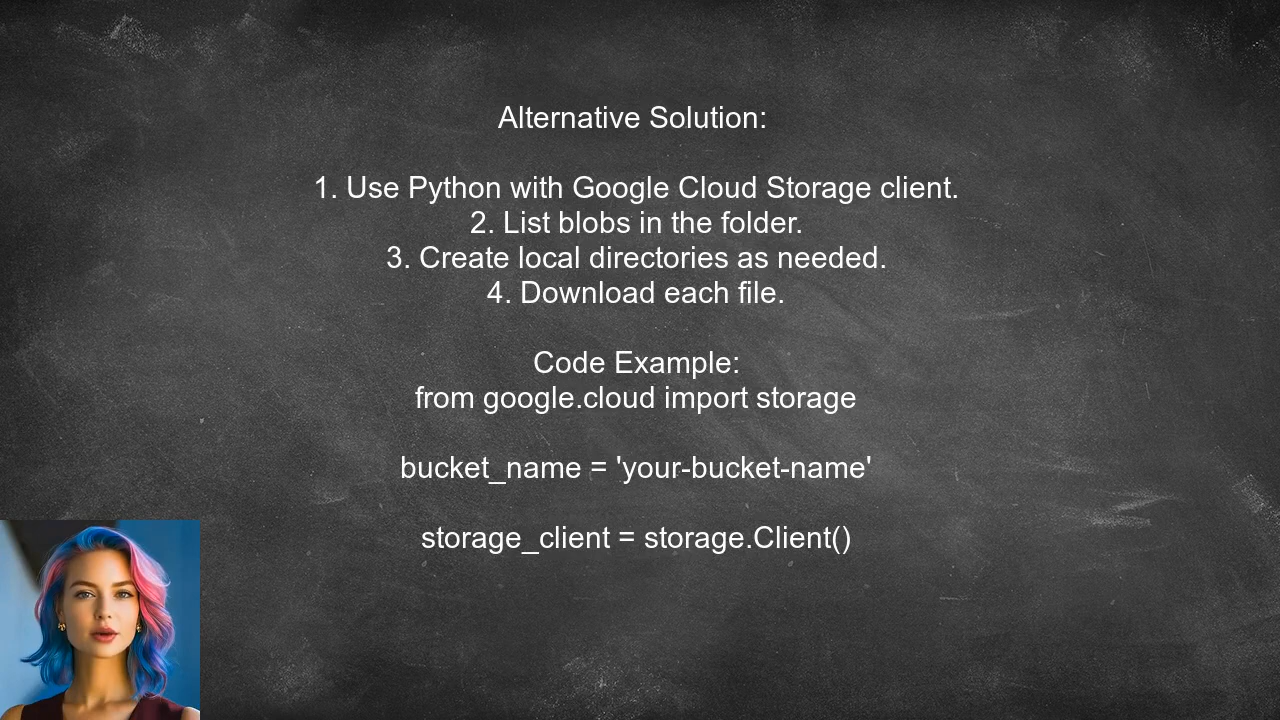 Alternative Solution:
1. Use Python with Google Cloud Storage client.
2. List blobs in the folder.
3. Create local directories as needed.
4. Download each file.
Code Example:
from google.cloud import storage
bucket_name = 'your-bucket-name'
storage_client = storage.Client()